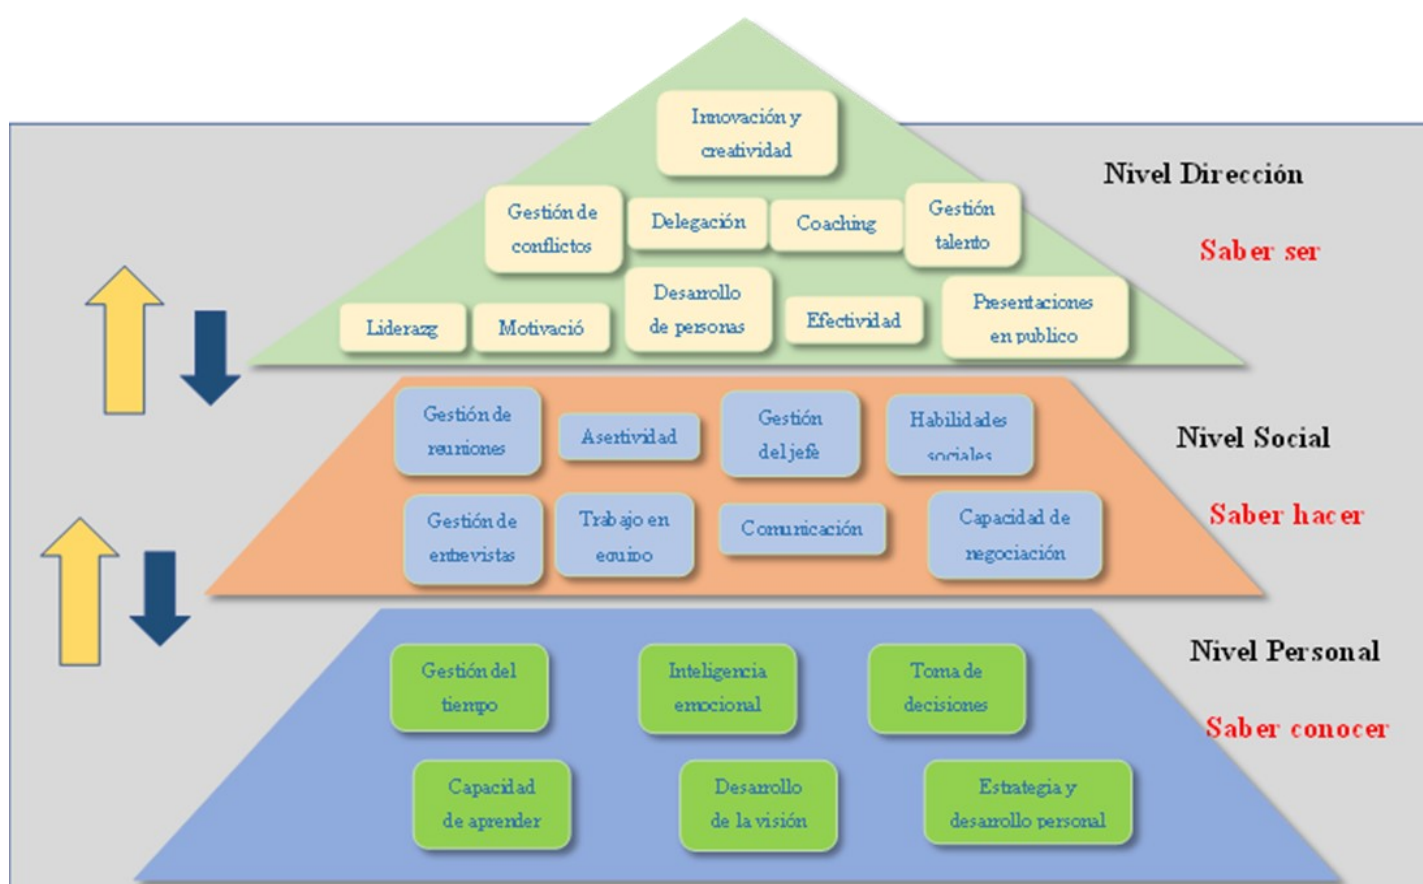 Innovación y
creatividad
Nivel Dirección
Gestión de
conflictos
Delegación
Coaching
Gestión
talento
Saber ser
Liderazg
Motivació
Desarrollo
de personas
Efectividad
Presentaciones
en publico
Gestión de
reuniones
Asertividad
Gestión
del jefe
Habilidades
sociales
Nivel Social
Gestión de
entrevistas
Trabajo en
equipo
Comunicación
Capacidad de
negociación
Saber hacer
Nivel Personal
Gestión del
tiempo
Inteligencia
emocional
Toma de
decisiones
Saber conocer
Capacidad
de aprender
Desarrollo
de la visión
Estrategia y
desarrollo personal